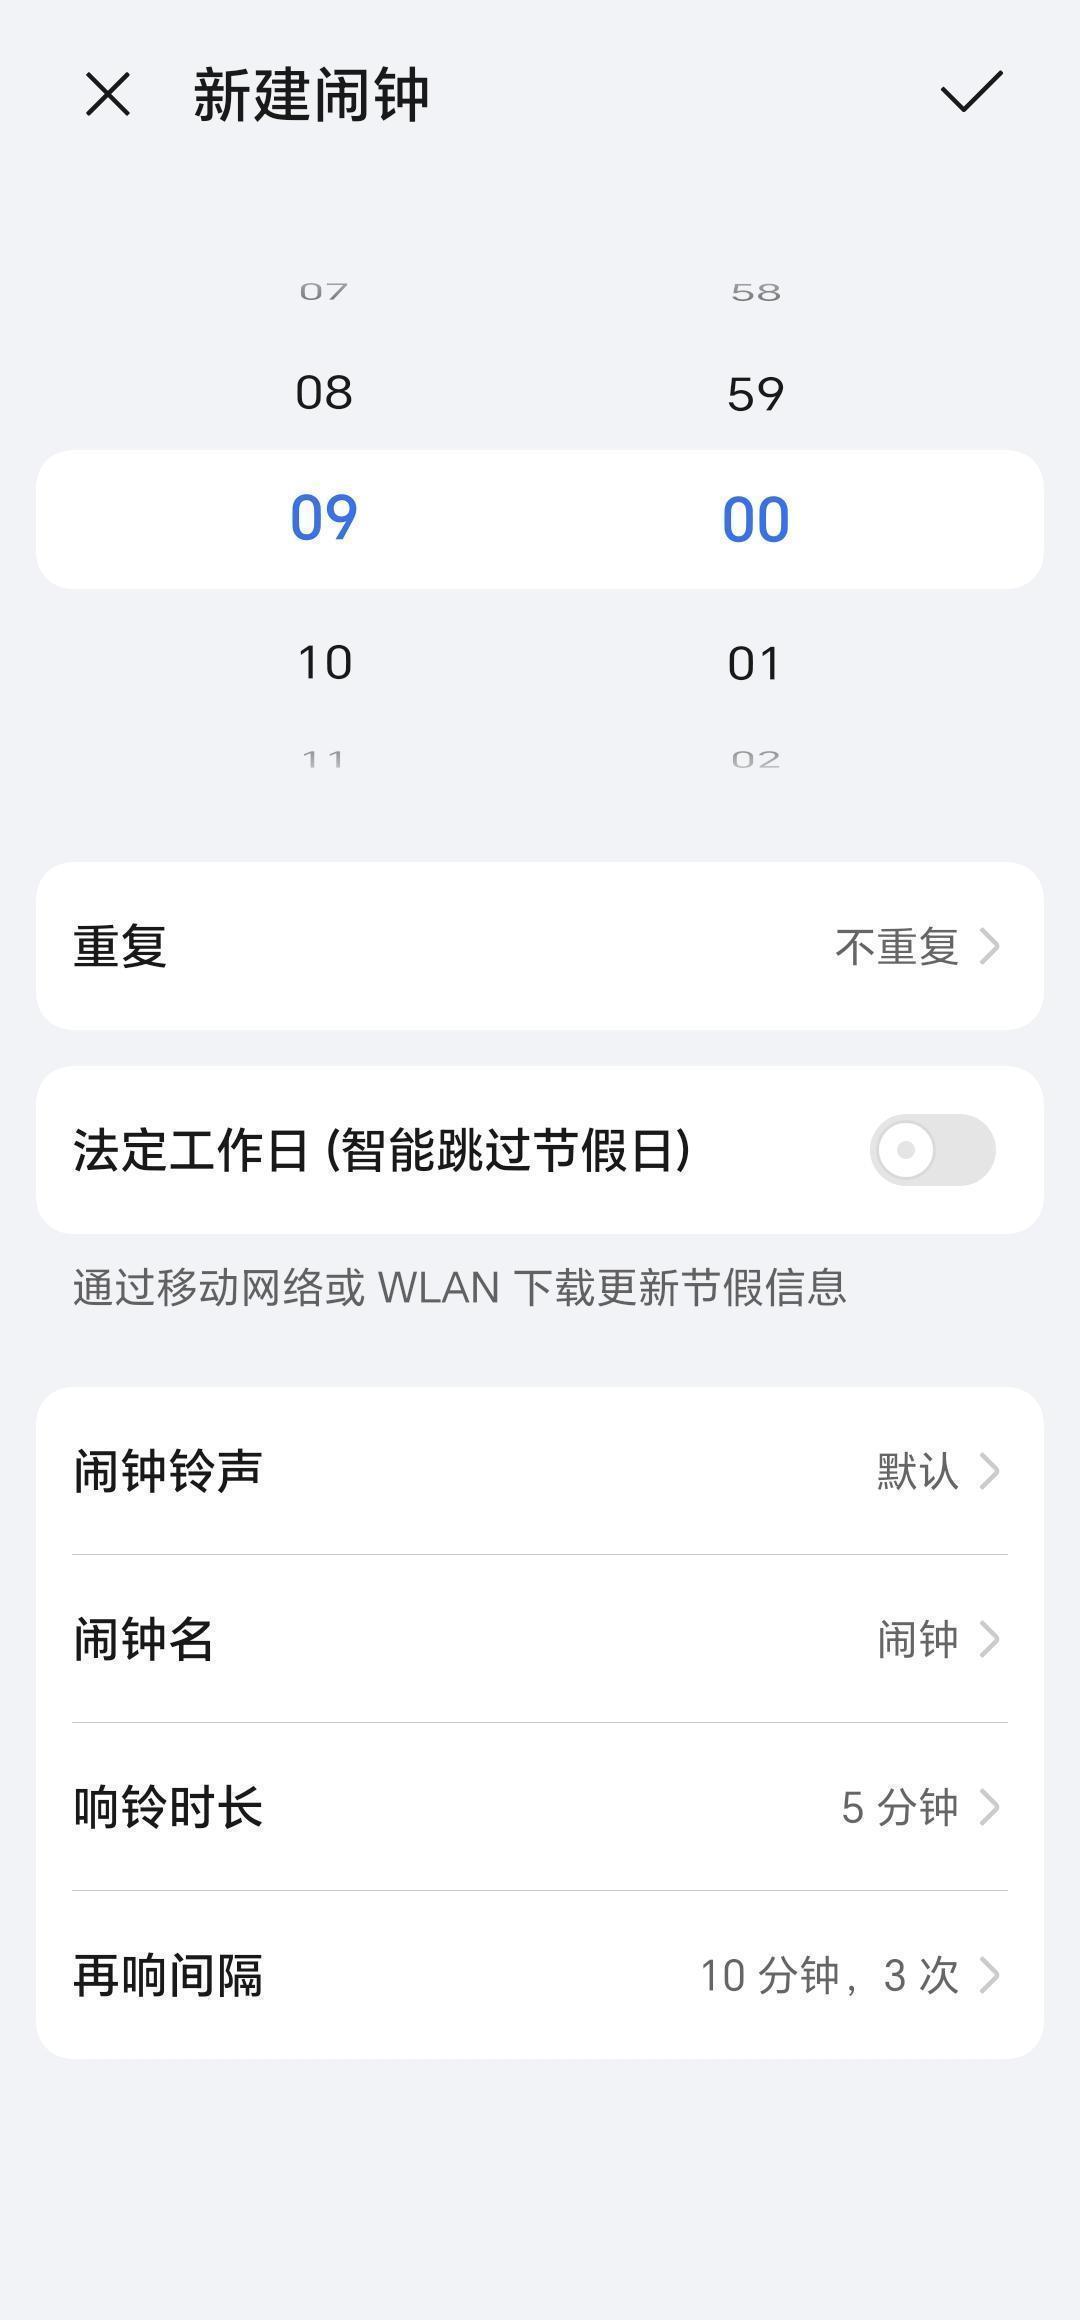 新建闹钟
07 58
08 59
09 00
10 01
11 02
重复 不重复
法定工作日 (智能跳过节假日)
通过移动网络或 WLAN 下载更新节假信息
闹钟铃声 默认
闹钟名 闹钟
响铃时长 5 分钟
再响间隔 10 分钟，3 次